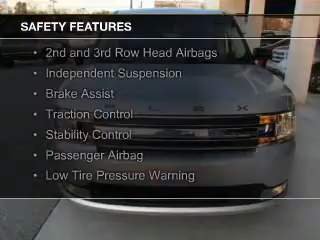 SAFETY FEATURES
• 2nd and 3rd Row Head Airbags
• Independent Suspension
• Brake Assist
• Traction Control
F L E X
• Stability Control
• Passenger Airbag
• Low Tire Pressure Warning